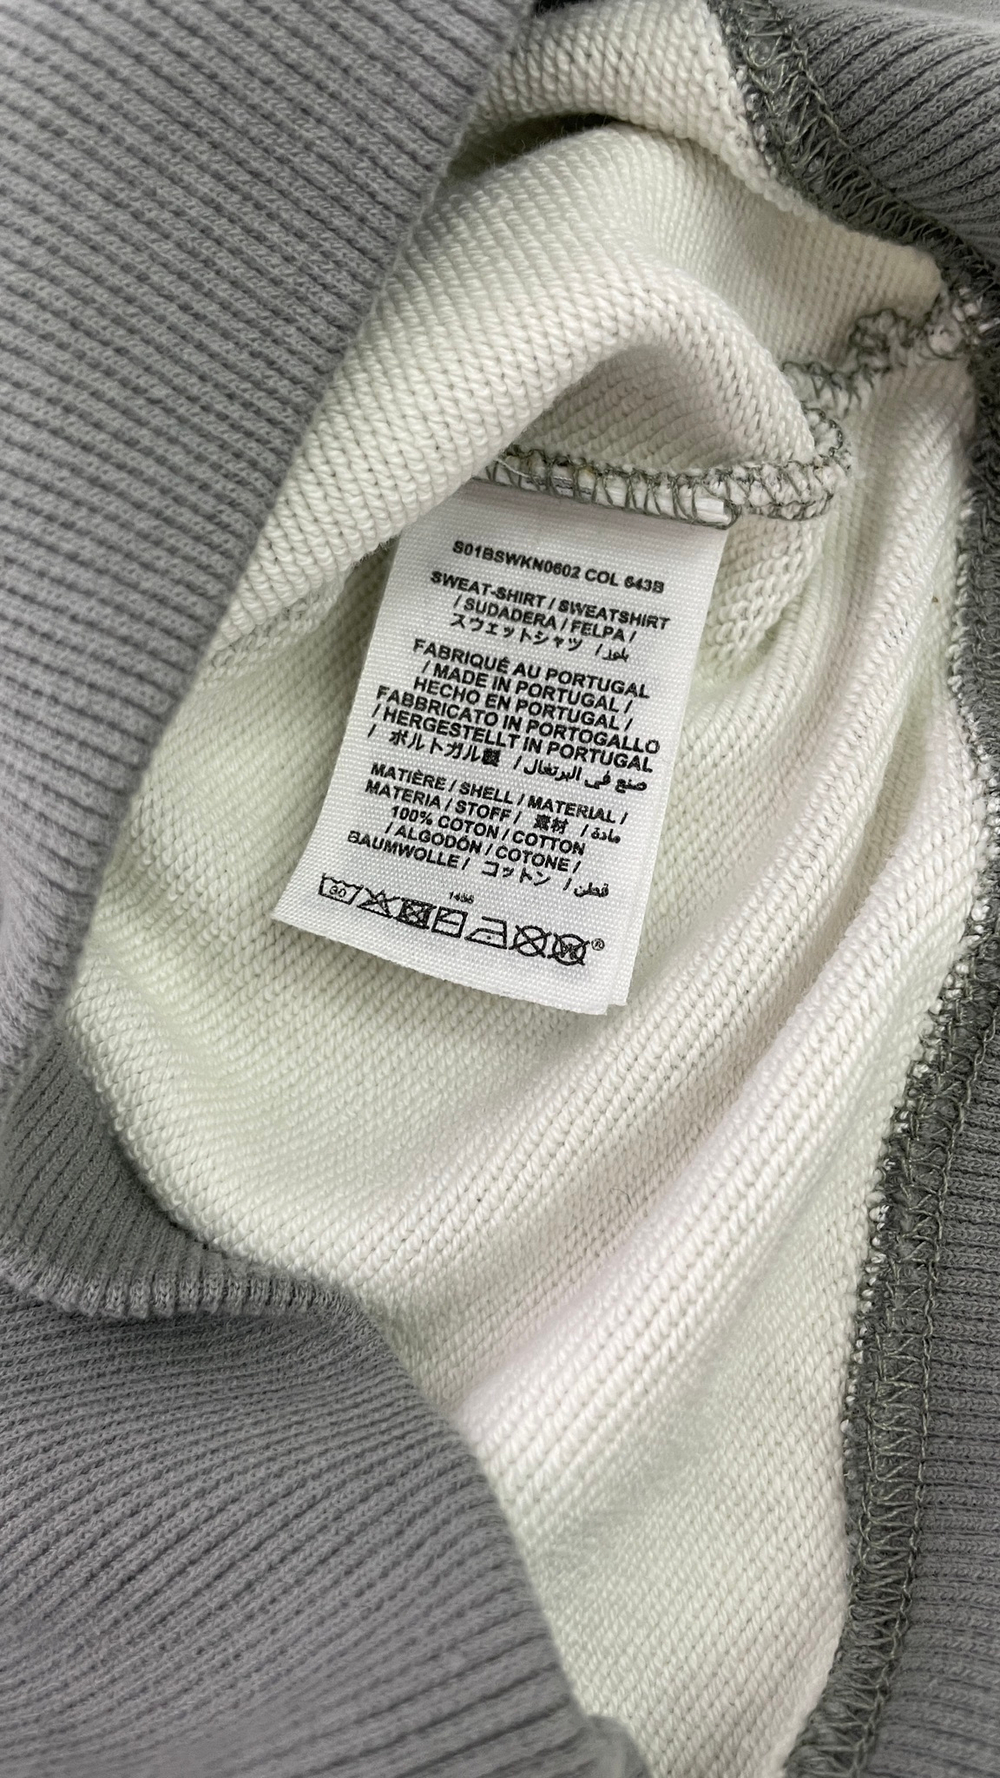 S01BSWKN0602 COL 643B
SWEAT-SHIRT / SWEATSHIRT
/ SUDADERA / FELPA /
スウェットシャツ / بلوز
FABRIQUÉ AU PORTUGAL
/ MADE IN PORTUGAL /
HECHO EN PORTUGAL /
FABBRICATO IN PORTOGALLO
/ HERGESTELLT IN PORTUGAL
/ ポルトガル製 / صنع في البرتغال
MATIÈRE / SHELL / MATERIAL /
MATERIA / STOFF / 素材 / مادة
100% COTON / COTTON
/ ALGODÓN / COTONE /
BAUMWOLLE / コットン / قطن
1456
30
W ®